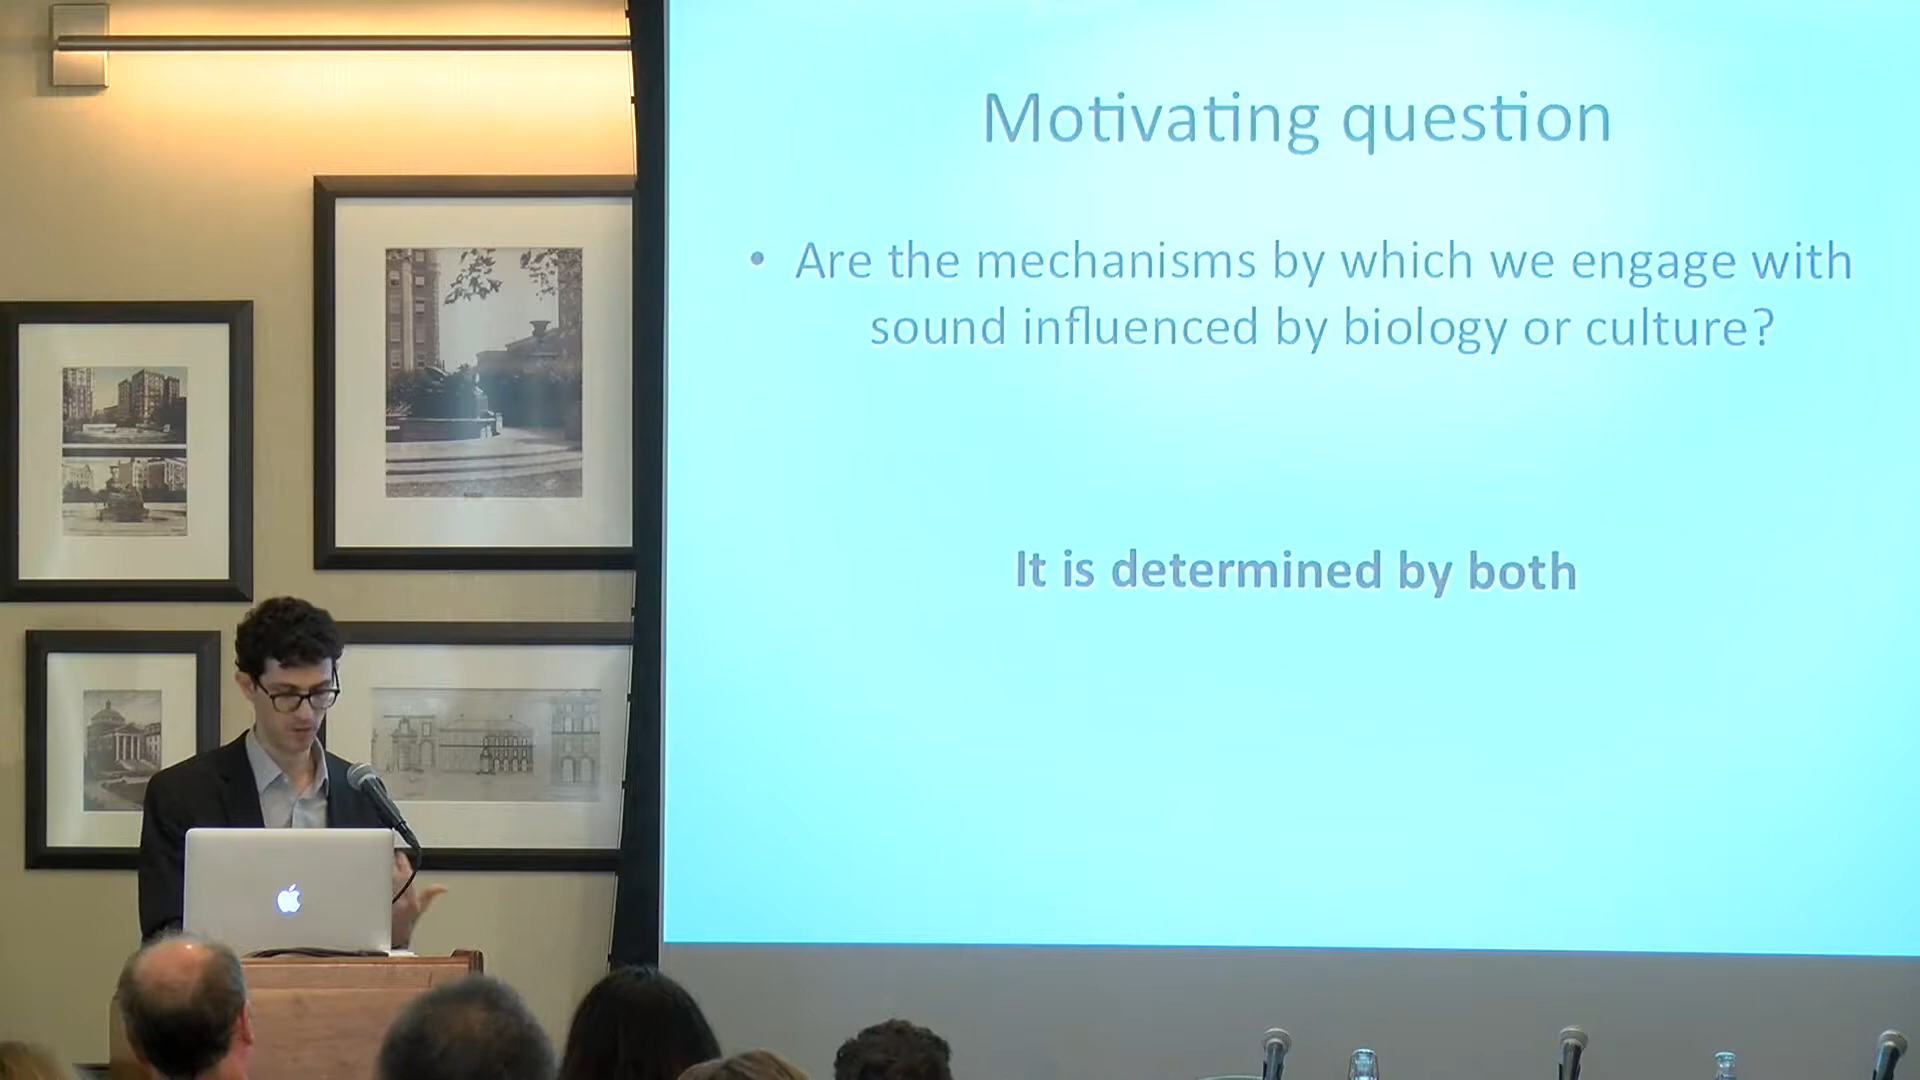 Motivating question
• Are the mechanisms by which we engage with
sound influenced by biology or culture?
It is determined by both